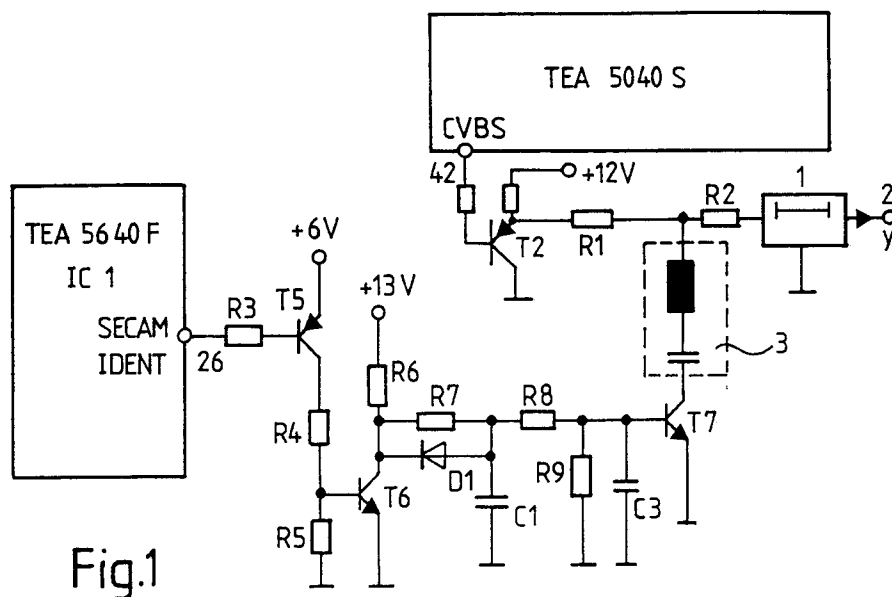 TEA 5040 S
CVBS
42
+12V
R2
1
2
y
T2
R1
TEA 5640 F
IC 1
SECAM
IDENT
26
R3
T5
+6V
+13V
3
R6
R7
R8
T7
R4
D1
R9
C3
T6
C1
R5
Fig.1